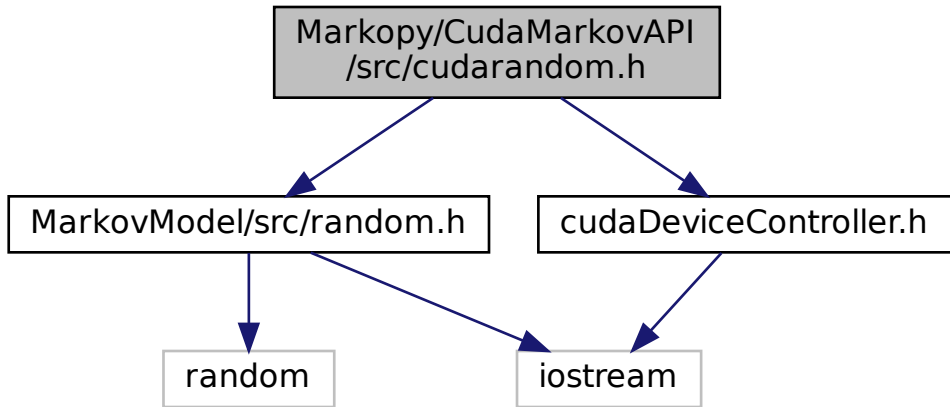 Markopy/CudaMarkovAPI
/src/cudarandom.h
MarkovModel/src/random.h
cudaDeviceController.h
random
iostream